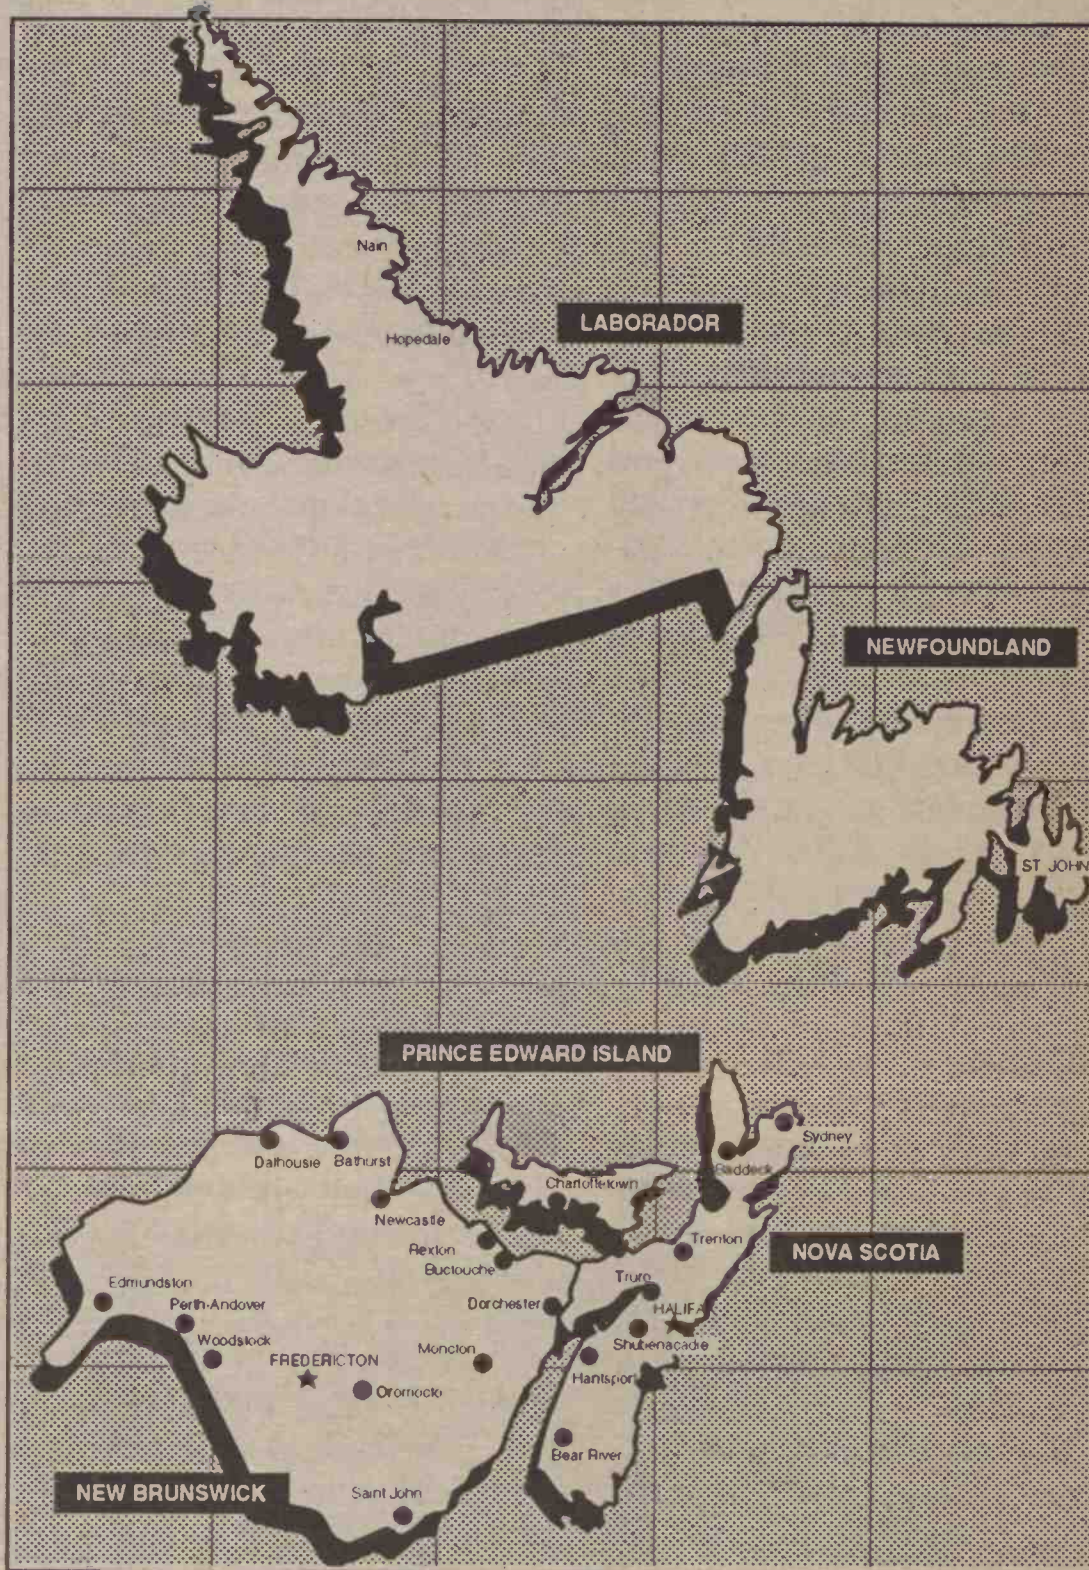 Nain
LABORADOR
Hopedale
NEWFOUNDLAND
ST JOHN
PRINCE EDWARD ISLAND
Sydney
Dalhousie
Bathurst
Baddeck
Charlottetown
Newcastle
Trenton
Rexton
NOVA SCOTIA
Buctouche
Truro
Edmundston
Dorchester
HALIFA
Perth-Andover
Woodstock
Shubenacadie
Moncton
FREDERICTON
Hantsport
Oromocto
Bear River
NEW BRUNSWICK
Saint John